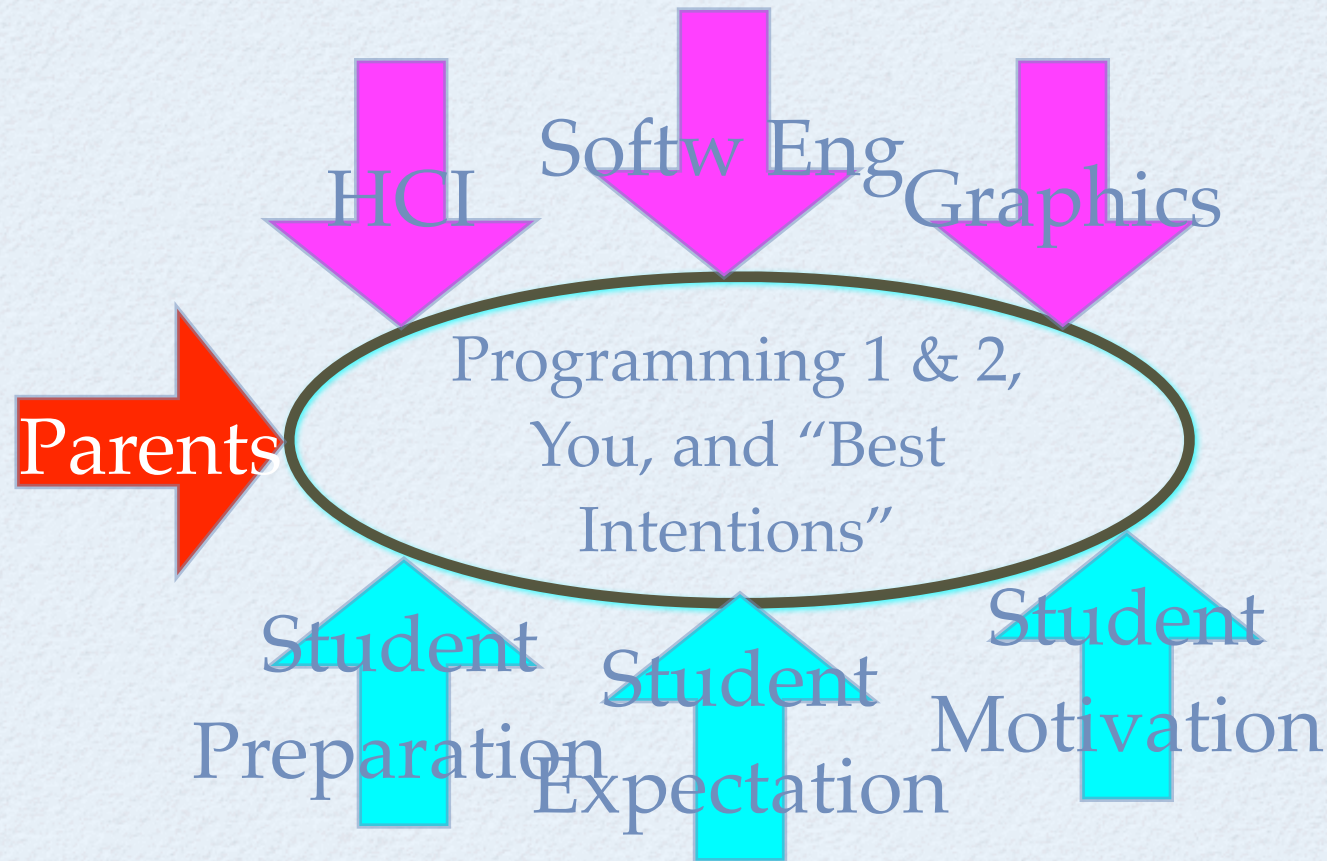 HCI
Softw Eng
Graphics
Programming 1 & 2,
You, and “Best
Intentions”
Parents
Student
Preparation
Student
Expectation
Student
Motivation